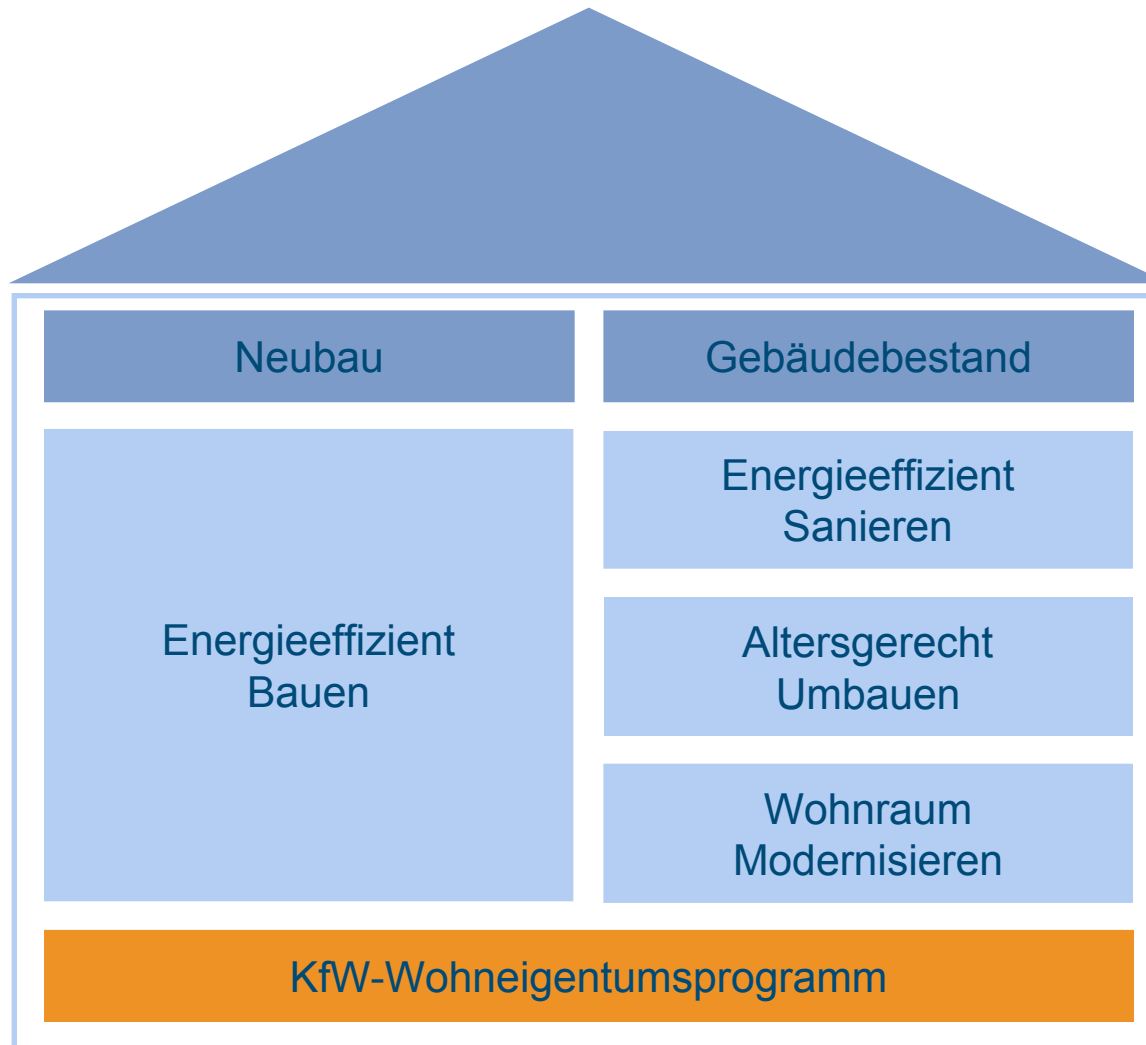 Neubau
Gebäudebestand
Energieeffizient
Bauen
Energieeffizient
Sanieren
Altersgerecht
Umbauen
Wohnraum
Modernisieren
KfW-Wohneigentumsprogramm